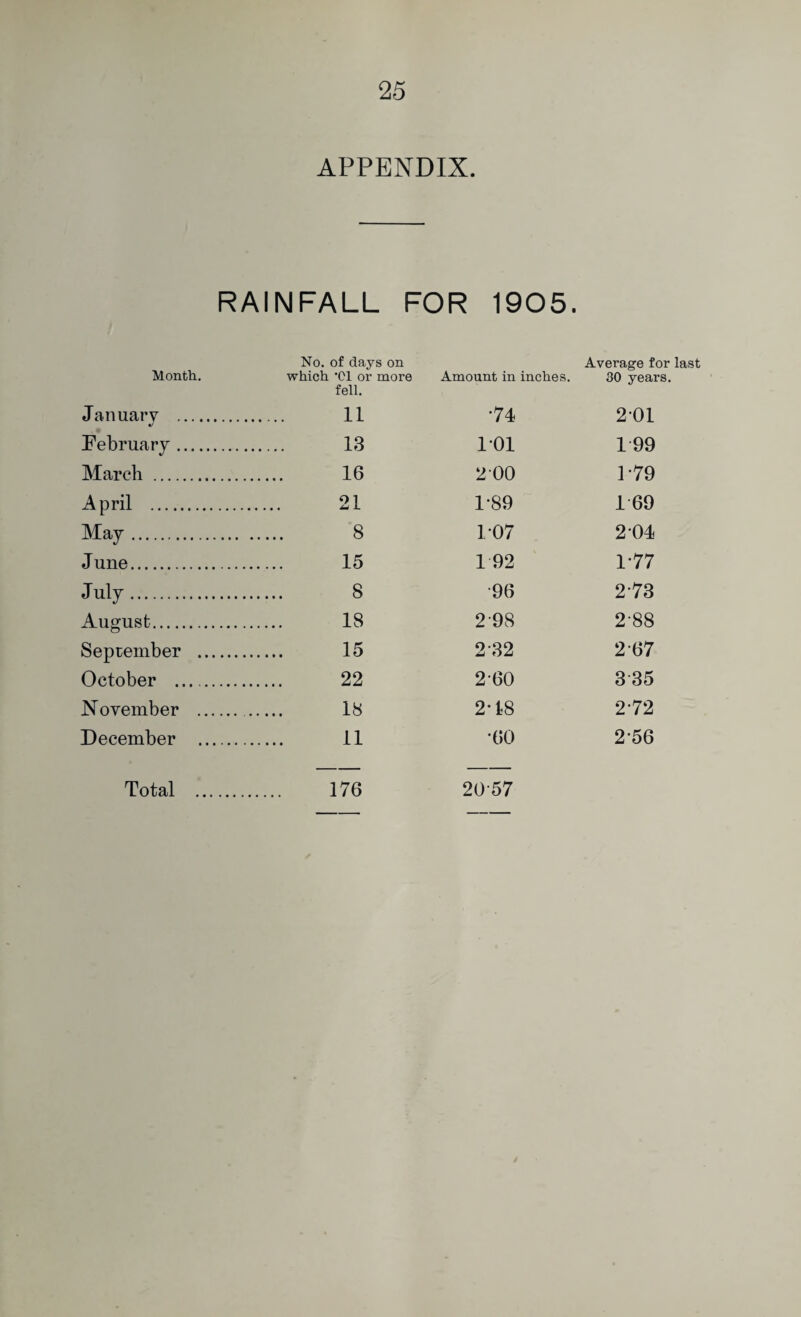 25
APPENDIX.
RAINFALL FOR 1905.
Month. No. of days on which ·01 or more fell. Amount in inches. Average for last 30 years.
January ............ 11 ·74 2·01
February ............ 13 1·01 1·99
March ............ 16 2·00 1·79
April ............ 21 1·89 1·69
May ............ 8 1·07 2·04
June ............ 15 1·92 1·77
July ............ 8 ·96 2·73
August ............ 18 2·98 2·88
September ............ 15 2·32 2·67
October ............ 22 2·60 3·35
November ............ 18 2·48 2·72
December ............ 11 ·60 2·56
Total ............ 176 20·57